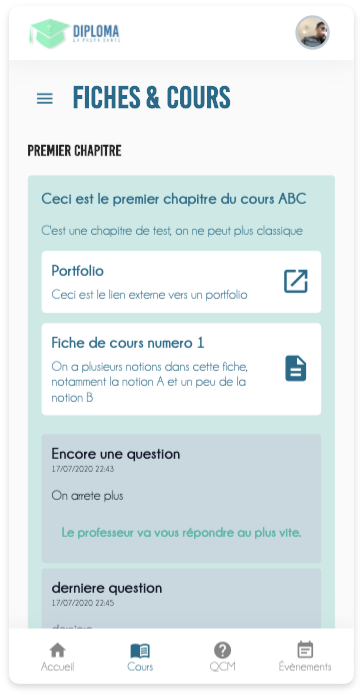 DIPLOMA
LA PREPA SANTE
FICHES & COURS
PREMIER CHAPITRE
Ceci est le premier chapitre du cours ABC
C'est une chapitre de test, on ne peut plus classique
Portfolio
Ceci est le lien externe vers un portfolio
Fiche de cours numero 1
On a plusieurs notions dans cette fiche,
notamment la notion A et un peu de la
notion B
Encore une question
17/07/2020 22:43
On arrete plus
Le professeur va vous répondre au plus vite.
derniere question
17/07/2020 22:45
derniere
Accueil
Cours
QCM
Évènements